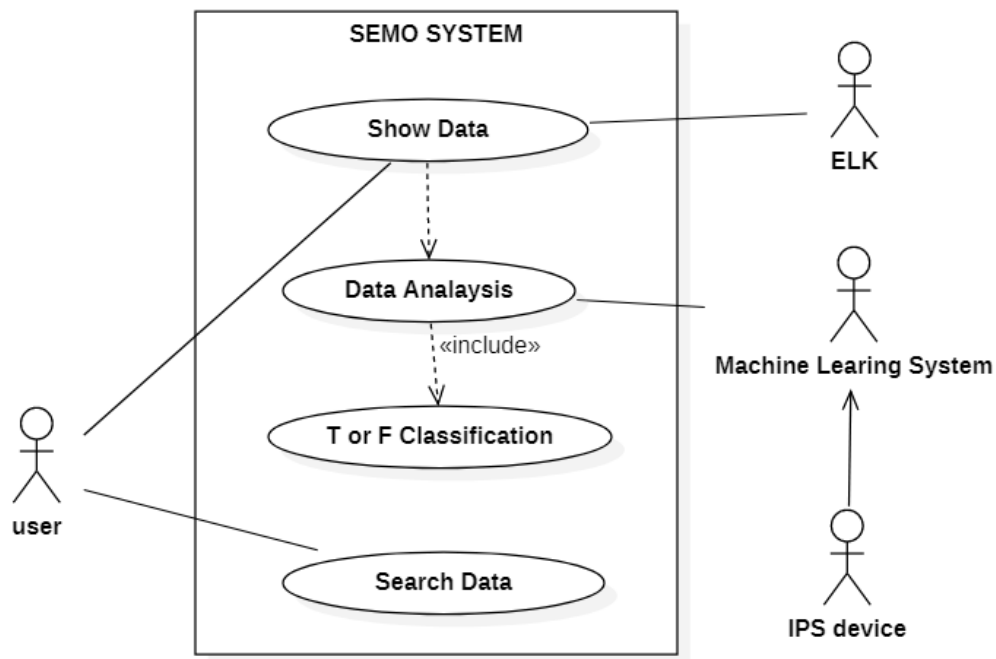 SEMO SYSTEM
Show Data
ELK
Data Analaysis
«include»
Machine Learing System
T or F Classification
user
Search Data
IPS device